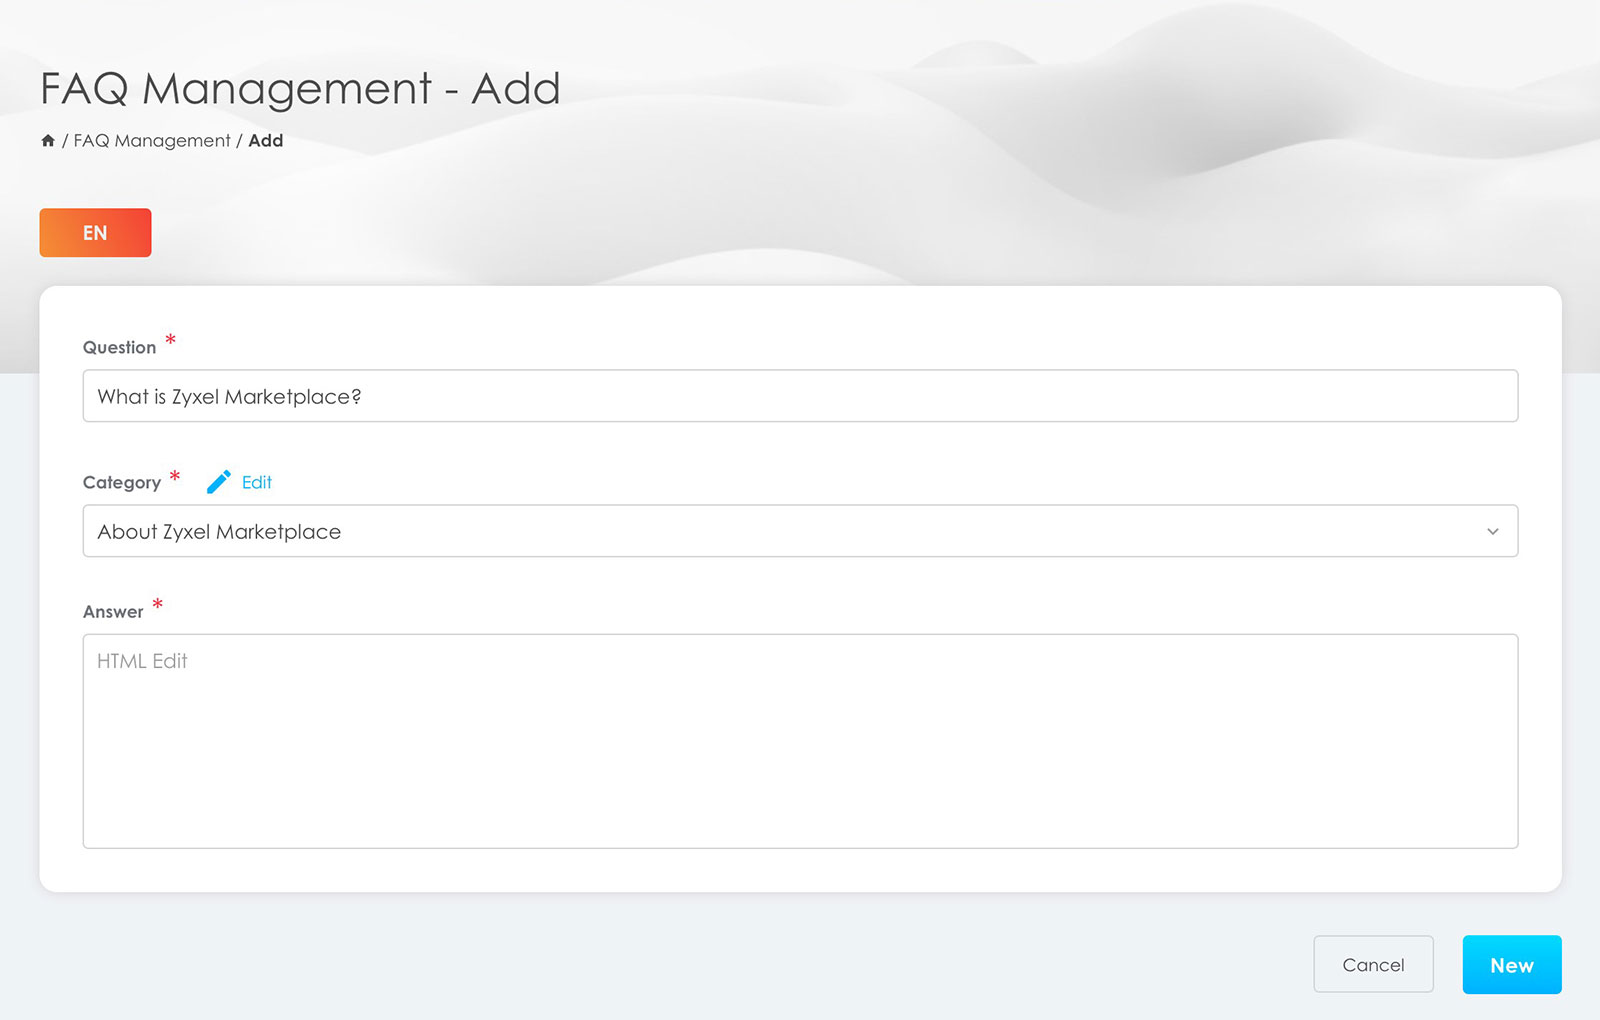 FAQ Management - Add
/ FAQ Management / Add
EN
Question *
What is Zyxel Marketplace?
Category * Edit
About Zyxel Marketplace
Answer *
HTML Edit
Cancel New